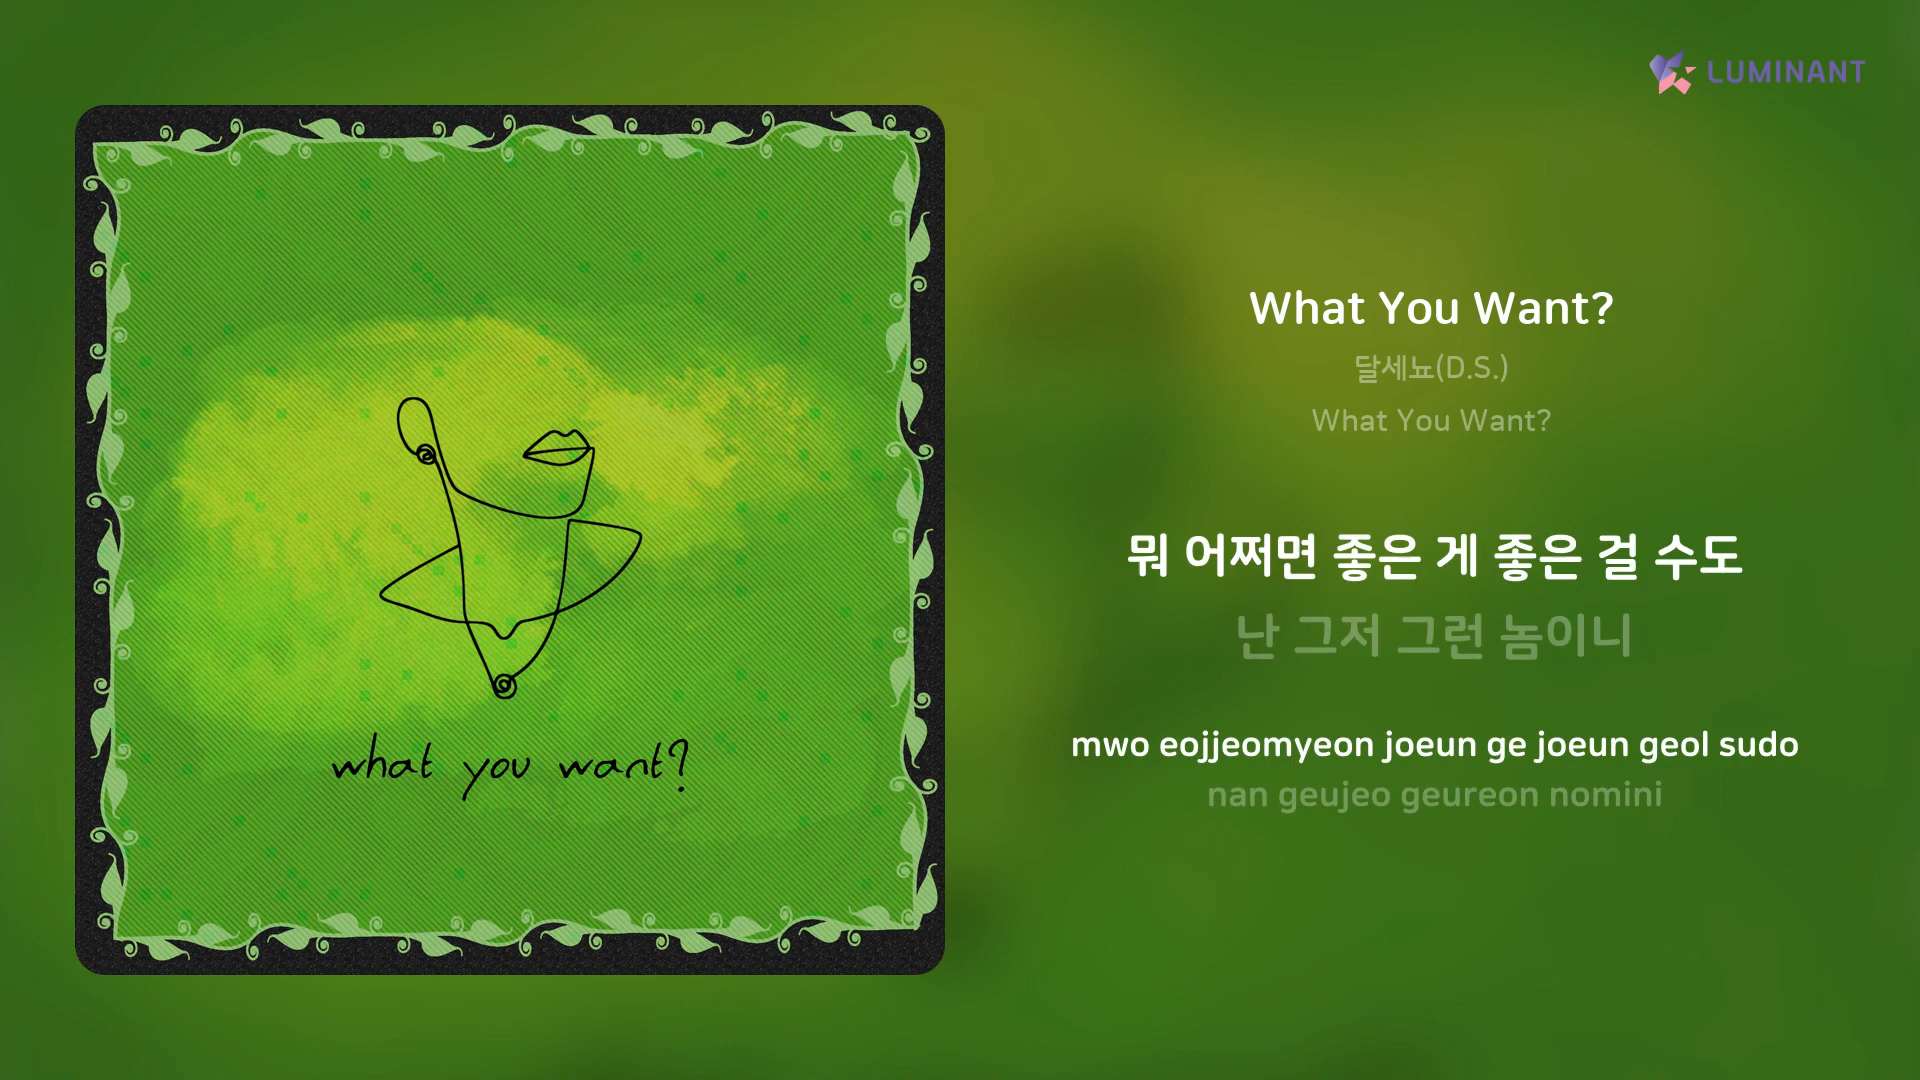 LUMINANT
what you want?
What You Want?
달세뇨(D.S.)
What You Want?
뭐 어쩌면 좋은 게 좋은 걸 수도
난 그저 그런 놈이니
mwo eojjeomyeon joeun ge joeun geol sudo
nan geujeo geureon nomini